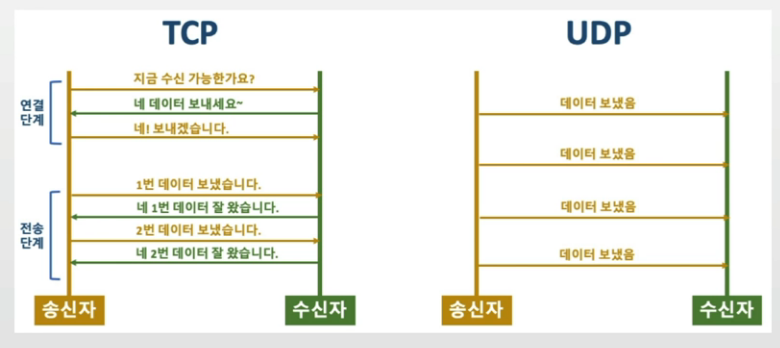 TCP
UDP
연결
단계
지금 수신 가능한가요?
네 데이터 보내세요~
네! 보내겠습니다.
전송
단계
1번 데이터 보냈습니다.
네 1번 데이터 잘 왔습니다.
2번 데이터 보냈습니다.
네 2번 데이터 잘 왔습니다.
송신자
수신자
데이터 보냈음
데이터 보냈음
데이터 보냈음
데이터 보냈음
송신자
수신자